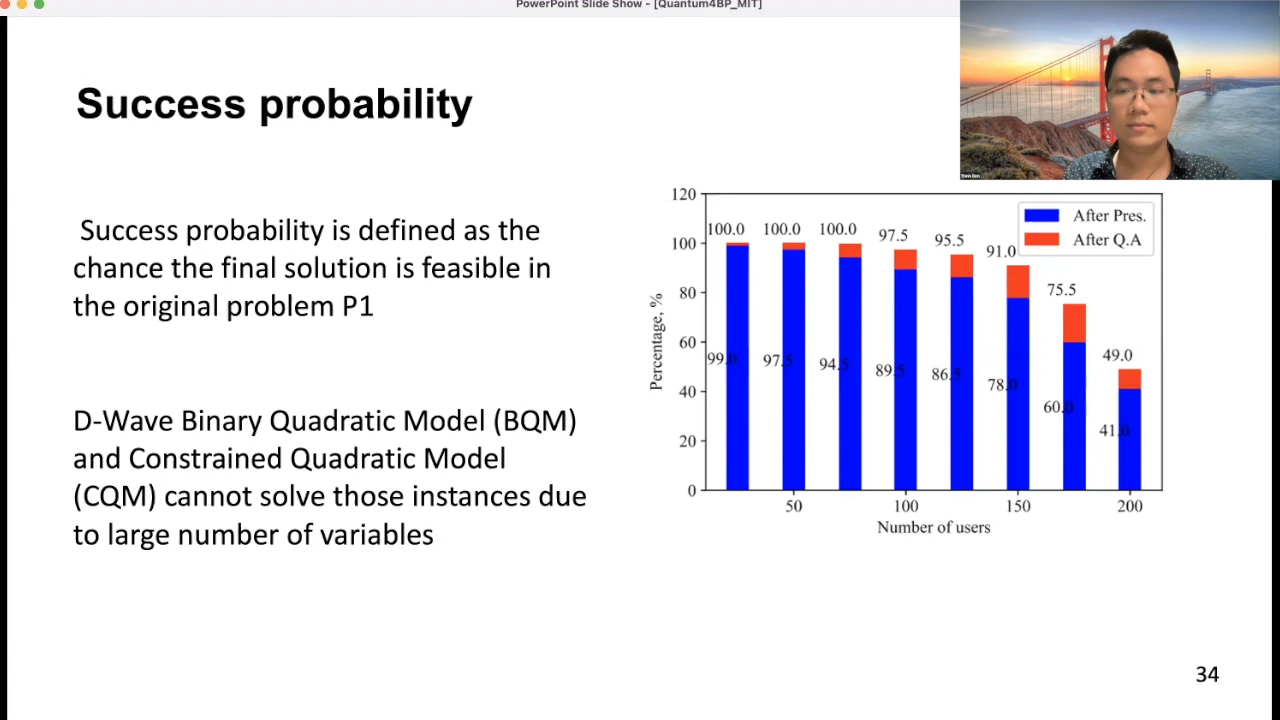 PowerPoint Slide Show - [Quantum4BP_MIT]
Success probability
Success probability is defined as the
chance the final solution is feasible in
the original problem P1
D-Wave Binary Quadratic Model (BQM)
and Constrained Quadratic Model
(CQM) cannot solve those instances due
to large number of variables
120
100
80
60
40
20
0
Percentage, %
After Pres.
After Q.A
100.0
100.0
100.0
97.5
95.5
91.0
75.5
49.0
99.0
97.5
94.5
89.5
86.5
78.0
60.0
41.0
50
100
150
200
Number of users
34